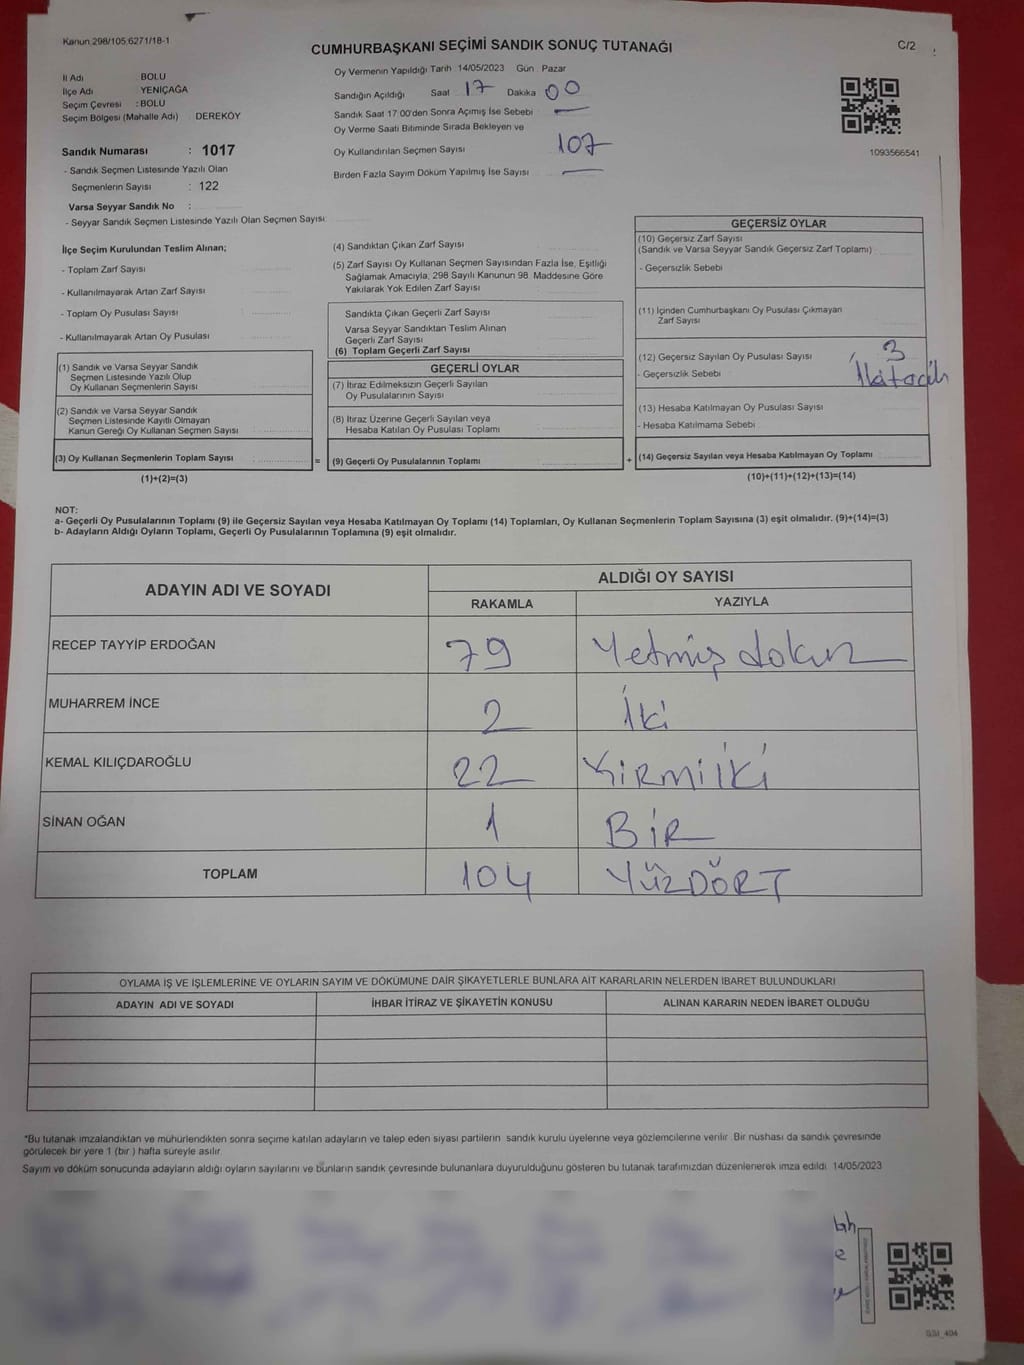 Kanun 298/105,6271/18-1
CUMHURBAŞKANI SEÇİMİ SANDIK SONUÇ TUTANAĞI
C/2
İl Adı BOLU
İlçe Adı YENİÇAĞA
Seçim Çevresi : BOLU
Seçim Bölgesi (Mahalle Adı) DEREKÖY
Sandık Numarası : 1017
- Sandık Seçmen Listesinde Yazılı Olan
Seçmenlerin Sayısı : 122
Varsa Seyyar Sandık No :
- Seyyar Sandık Seçmen Listesinde Yazılı Olan Seçmen Sayısı:
Oy Vermenin Yapıldığı Tarih :14/05/2023 Gün : Pazar
Sandığın Açıldığı Saat 17 Dakika 00
Sandık Saat 17:00'den Sonra Açımış İse Sebebi
Oy Verme Saati Bitiminde Sırada Bekleyen ve
Oy Kullandırılan Seçmen Sayısı 107
Birden Fazla Sayım Döküm Yapılmış İse Sayısı
1093566541
İlçe Seçim Kurulundan Teslim Alınan;
- Toplam Zarf Sayısı
- Kullanılmayarak Artan Zarf Sayısı
- Toplam Oy Pusulası Sayısı
- Kullanılmayarak Artan Oy Pusulası
(1) Sandık ve Varsa Seyyar Sandık
Seçmen Listesinde Yazılı Olup
Oy Kullanan Seçmenlerin Sayısı
(2) Sandık ve Varsa Seyyar Sandık
Seçmen Listesinde Kayıtlı Olmayan
Kanun Gereği Oy Kullanan Seçmen Sayısı
(3) Oy Kullanan Seçmenlerin Toplam Sayısı =
(1)+(2)=(3)
(4) Sandıktan Çıkan Zarf Sayısı
(5) Zarf Sayısı Oy Kullanan Seçmen Sayısından Fazla İse, Eşitliği
Sağlamak Amacıyla, 298 Sayılı Kanunun 98. Maddesine Göre
Yakılarak Yok Edilen Zarf Sayısı
Sandıkta Çıkan Geçerli Zarf Sayısı
Varsa Seyyar Sandıktan Teslim Alınan
Geçerli Zarf Sayısı
(6) Toplam Geçerli Zarf Sayısı
GEÇERLİ OYLAR
(7) İtiraz Edilmeksizin Geçerli Sayılan
Oy Pusulalarının Sayısı
(8) İtiraz Üzerine Geçerli Sayılan veya
Hesaba Katılan Oy Pusulası Toplamı
(9) Geçerli Oy Pusulalarının Toplamı +
GEÇERSİZ OYLAR
(10) Geçersiz Zarf Sayısı
(Sandık ve Varsa Seyyar Sandık Geçersiz Zarf Toplamı)
- Geçersizlik Sebebi
(11) İçinden Cumhurbaşkanı Oy Pusulası Çıkmayan
Zarf Sayısı
(12) Geçersiz Sayılan Oy Pusulası Sayısı 3
- Geçersizlik Sebebi
(13) Hesaba Katılmayan Oy Pusulası Sayısı
- Hesaba Katılmama Sebebi
(14) Geçersiz Sayılan veya Hesaba Katılmayan Oy Toplamı
(10)+(11)+(12)+(13)=(14)
NOT:
a- Geçerli Oy Pusulalarının Toplamı (9) ile Geçersiz Sayılan veya Hesaba Katılmayan Oy Toplamı (14) Toplamları, Oy Kullanan Seçmenlerin Toplam Sayısına (3) eşit olmalıdır. (9)+(14)=(3)
b- Adayların Aldığı Oyların Toplamı, Geçerli Oy Pusulalarının Toplamına (9) eşit olmalıdır.
ADAYIN ADI VE SOYADI ALDIĞI OY SAYISI
RAKAMLA YAZIYLA
RECEP TAYYİP ERDOĞAN 79 Yetmiş dokuz
MUHARREM İNCE 2 İki
KEMAL KILIÇDAROĞLU 22 YİRMİ İKİ
SİNAN OĞAN 1 BİR
TOPLAM 104 YÜZDÖRT
OYLAMA İŞ VE İŞLEMLERİNE VE OYLARIN SAYIM VE DÖKÜMÜNE DAİR ŞİKAYETLERLE BUNLARA AİT KARARLARIN NELERDEN İBARET BULUNDUKLARI
ADAYIN ADI VE SOYADI İHBAR İTİRAZ VE ŞİKAYETİN KONUSU ALINAN KARARIN NEDEN İBARET OLDUĞU
*Bu tutanak imzalandıktan ve mühürlendikten sonra seçime katılan adayların ve talep eden siyasi partilerin sandık kurulu üyelerine veya gözlemcilerine verilir. Bir nüshası da sandık çevresinde
görülecek bir yere 1 (bir ) hafta süreyle asılır.
Sayım ve döküm sonucunda adayların aldığı oyların sayılarını ve bunların sandık çevresinde bulunanlara duyurulduğunu gösteren bu tutanak tarafımızdan düzenlenerek imza edildi. 14/05/2023